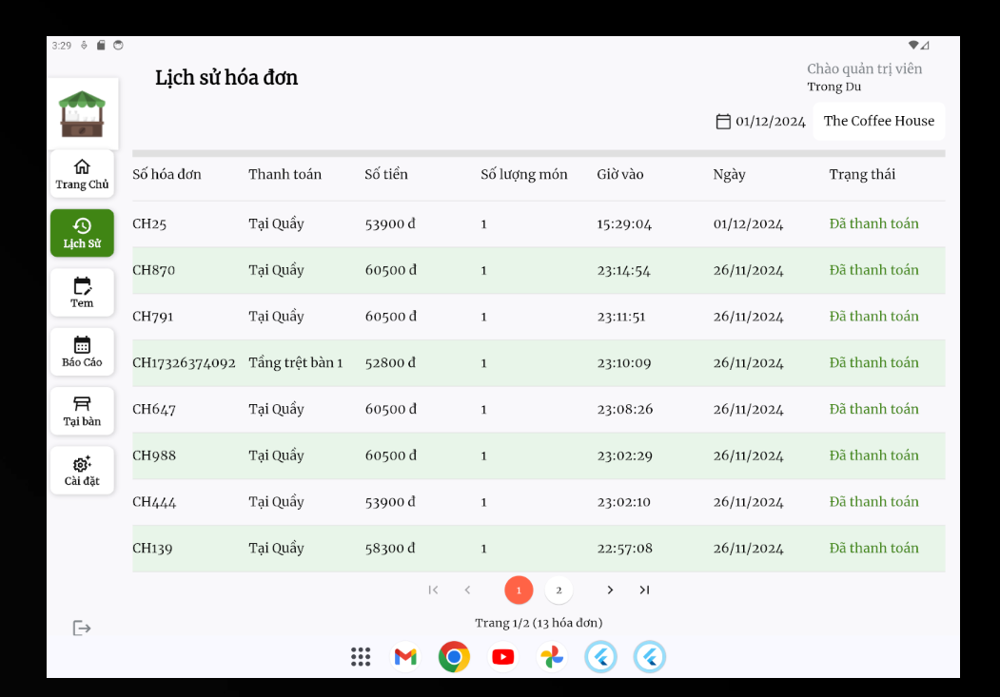 3:29
Lịch sử hóa đơn
Chào quản trị viên
Trong Du
01/12/2024 The Coffee House
Trang Chủ
Lịch Sử
Tem
Báo Cáo
Tại bàn
Cài đặt
Số hóa đơn Thanh toán Số tiền Số lượng món Giờ vào Ngày Trạng thái
CH25 Tại Quầy 53900 đ 1 15:29:04 01/12/2024 Đã thanh toán
CH870 Tại Quầy 60500 đ 1 23:14:54 26/11/2024 Đã thanh toán
CH791 Tại Quầy 60500 đ 1 23:11:51 26/11/2024 Đã thanh toán
CH17326374092 Tầng trệt bàn 1 52800 đ 1 23:10:09 26/11/2024 Đã thanh toán
CH647 Tại Quầy 60500 đ 1 23:08:26 26/11/2024 Đã thanh toán
CH988 Tại Quầy 60500 đ 1 23:02:29 26/11/2024 Đã thanh toán
CH444 Tại Quầy 53900 đ 1 23:02:10 26/11/2024 Đã thanh toán
CH139 Tại Quầy 58300 đ 1 22:57:08 26/11/2024 Đã thanh toán
1 2
Trang 1/2 (13 hóa đơn)